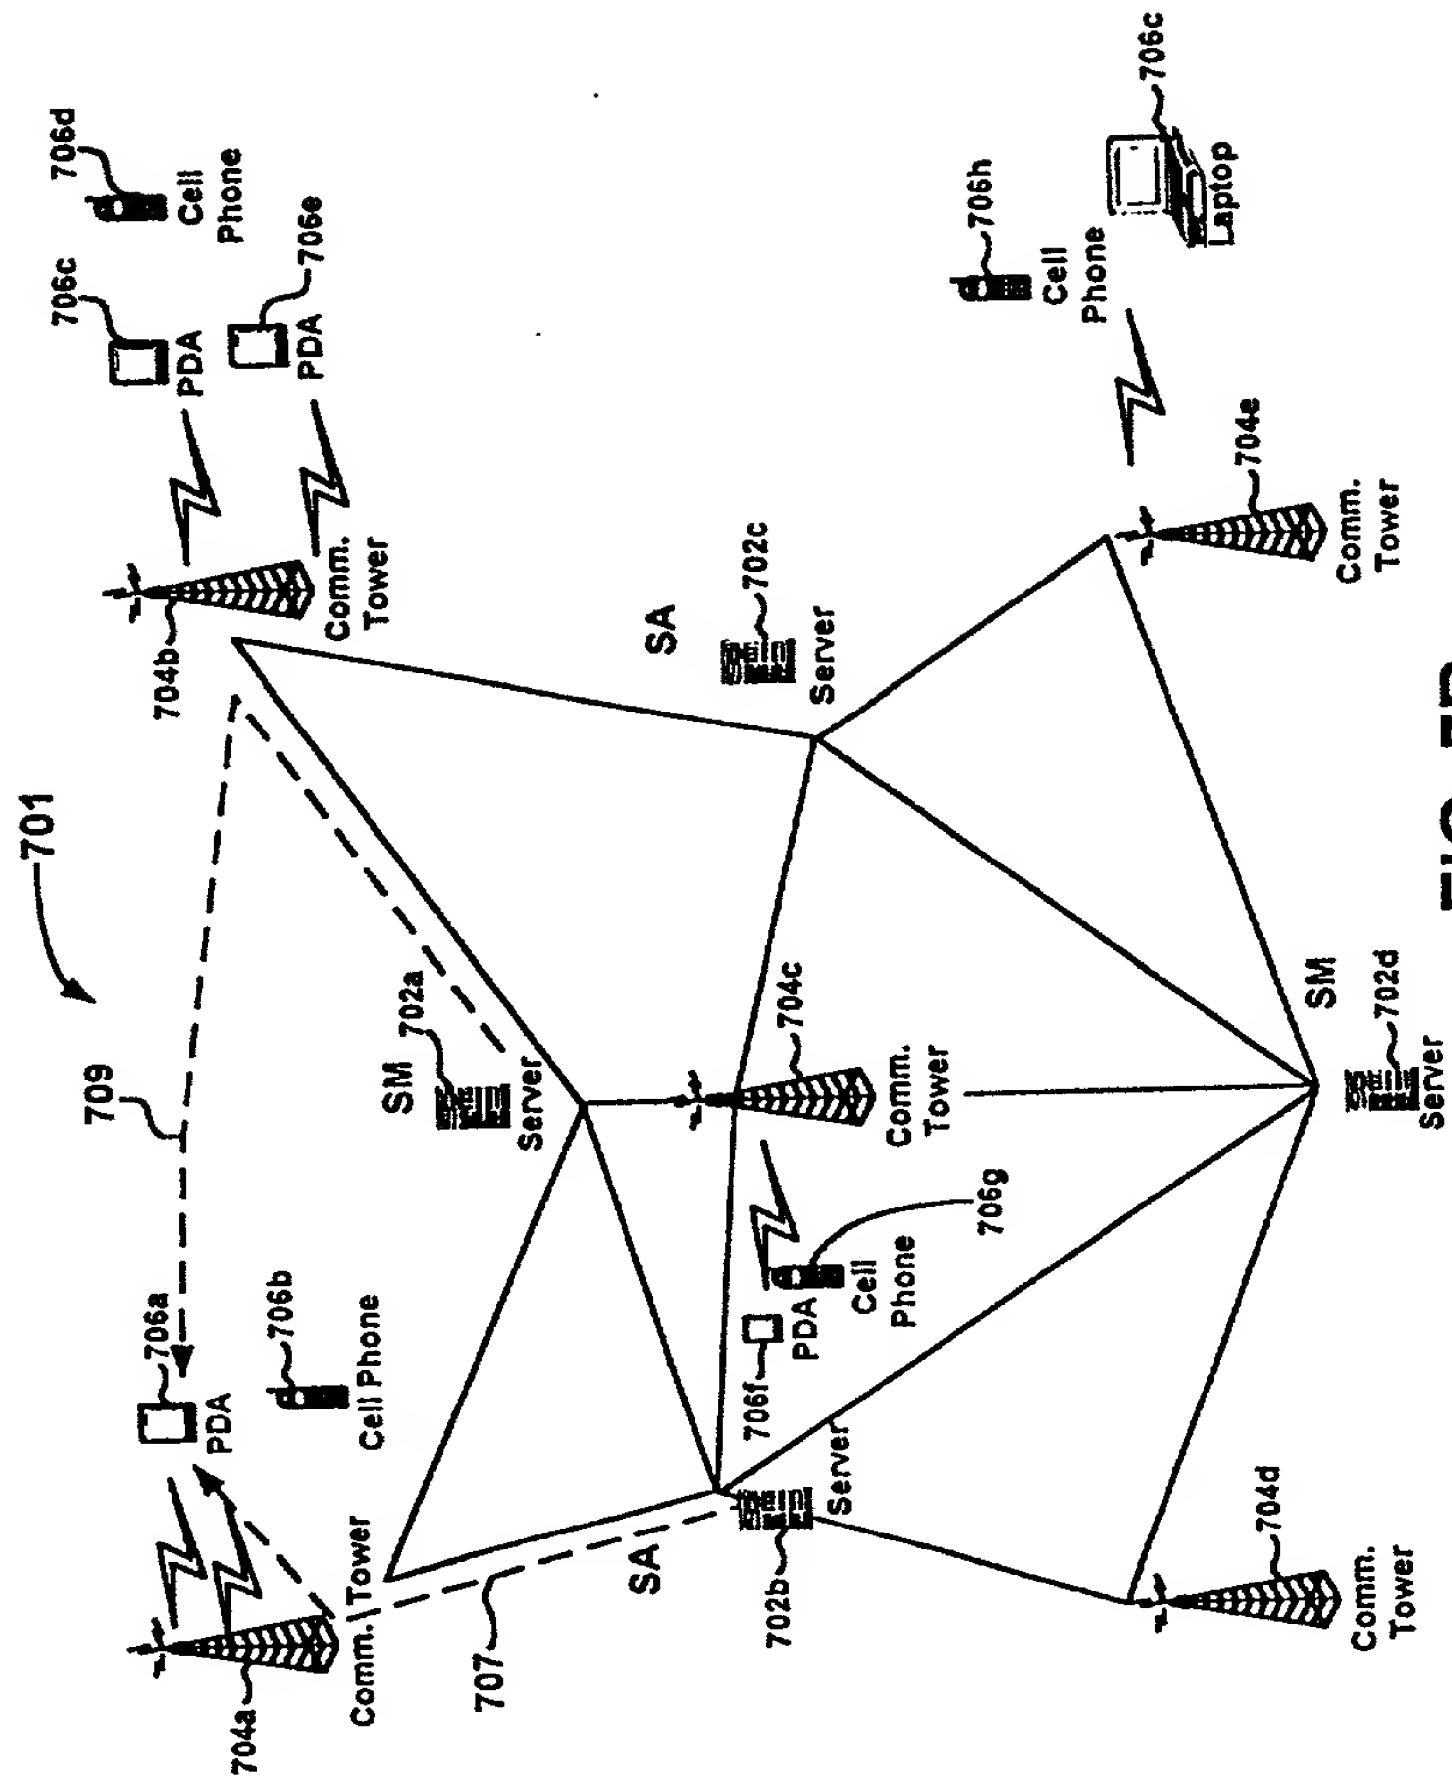 701
709
706a
PDA
706b
Cell Phone
704a
Comm. Tower
707
704b
Comm.
Tower
706c
PDA
706d
Cell
Phone
706e
PDA
SM
702a
Server
SA
702b
Server
706f
PDA
706g
Cell
Phone
704c
Comm.
Tower
SA
702c
Server
706h
Cell
Phone
706c
Laptop
704d
Comm.
Tower
SM
702d
Server
704e
Comm.
Tower